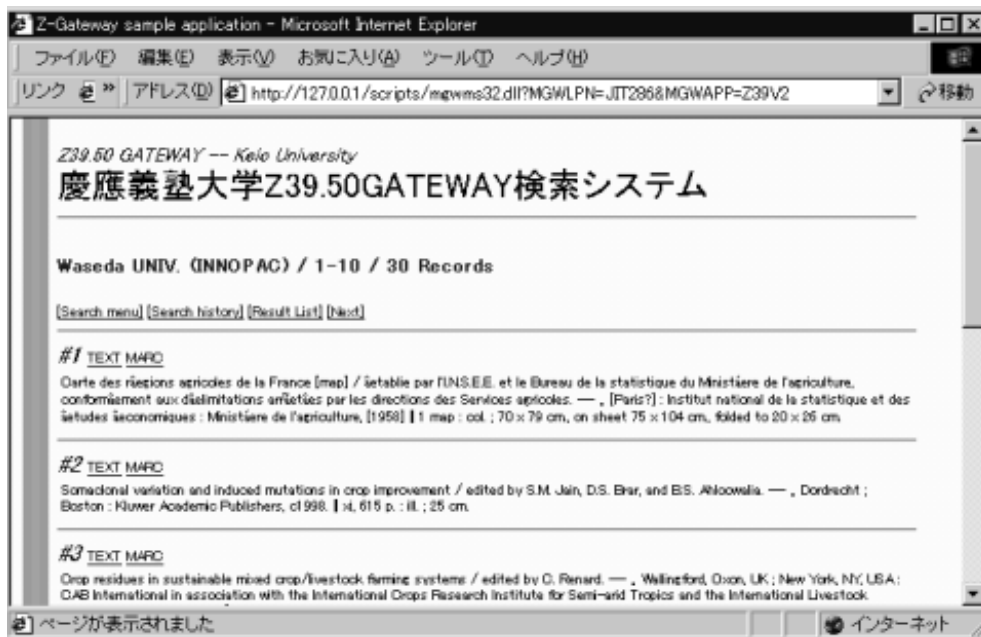 Z-Gateway sample application - Microsoft Internet Explorer
ファイル(F) 編集(E) 表示(V) お気に入り(A) ツール(T) ヘルプ(H)
リンク » アドレス(D) http://127.0.0.1/scripts/mgwms32.dll?MGWLPN=JIT286&MGWAPP=Z39V2 移動
Z39.50 GATEWAY -- Keio University
慶應義塾大学Z39.50GATEWAY検索システム
Waseda UNIV. (INNOPAC) / 1-10 / 30 Records
[Search menu] [Search history] [Result List] [Next]
#1 TEXT MARC
Carte des râegions agricoles de la France [map] / âetablie par l'I.N.S.E.E. et le Bureau de la statistique du Ministáere de l'agriculture,
conformâement aux dâelimitations arrãetâes par les directions des Services agricoles. — , [Paris?] : Institut national de la statistique et des
âetudes âeconomiques : Ministáere de l'agriculture, [1958] ‖ 1 map : col. ; 70 x 79 cm, on sheet 75 x 104 cm, folded to 20 x 26 cm
#2 TEXT MARC
Somaclonal variation and induced mutations in crop improvement / edited by S.M. Jain, D.S. Brar, and B.S. Ahloowalia. — , Dordrecht ;
Boston : Kluwer Academic Publishers, c1998. ‖ xi, 615 p. : ill. ; 25 cm.
#3 TEXT MARC
Crop residues in sustainable mixed crop/livestock farming systems / edited by C. Renard. — , Wallingford, Oxon, UK ; New York, NY, USA :
CAB International in association with the International Crops Research Institute for Semi-arid Tropics and the International Livestock
ページが表示されました インターネット